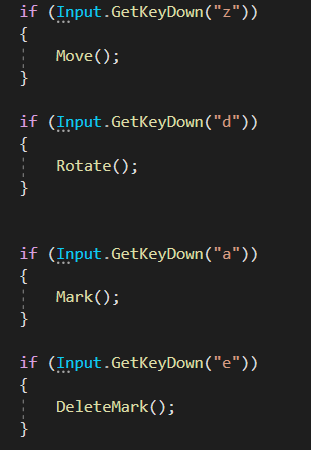 if (Input.GetKeyDown("z"))
{
    Move();
}

if (Input.GetKeyDown("d"))
{
    Rotate();
}

if (Input.GetKeyDown("a"))
{
    Mark();
}

if (Input.GetKeyDown("e"))
{
    DeleteMark();
}